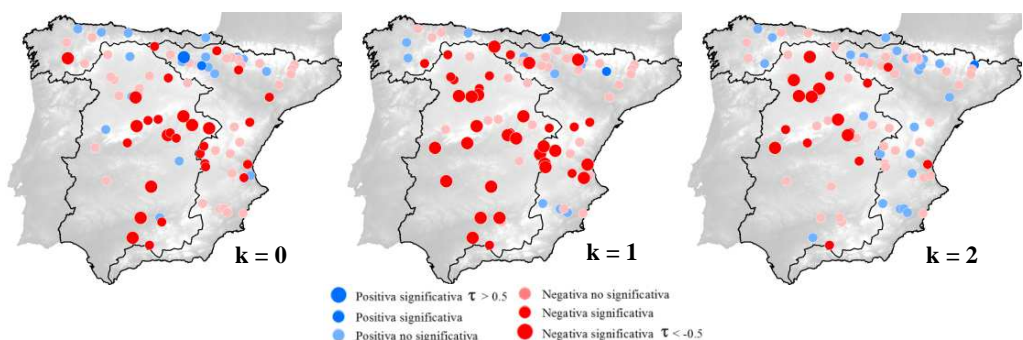 k = 0
k = 1
k = 2
Positiva significativa τ > 0.5
Positiva significativa
Positiva no significativa
Negativa no significativa
Negativa significativa
Negativa significativa τ < -0.5